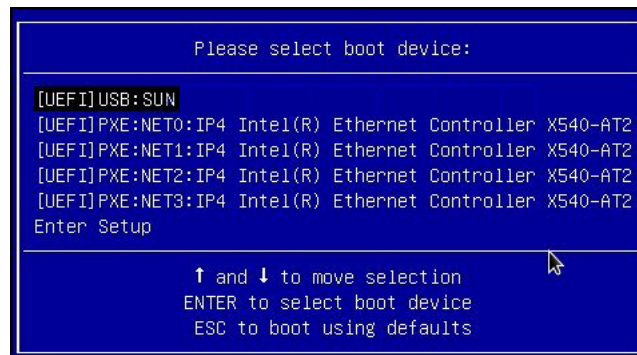 Please select boot device:
[UEFI]USB:SUN
[UEFI]PXE:NET0:IP4 Intel(R) Ethernet Controller X540-AT2
[UEFI]PXE:NET1:IP4 Intel(R) Ethernet Controller X540-AT2
[UEFI]PXE:NET2:IP4 Intel(R) Ethernet Controller X540-AT2
[UEFI]PXE:NET3:IP4 Intel(R) Ethernet Controller X540-AT2
Enter Setup
↑ and ↓ to move selection
ENTER to select boot device
ESC to boot using defaults